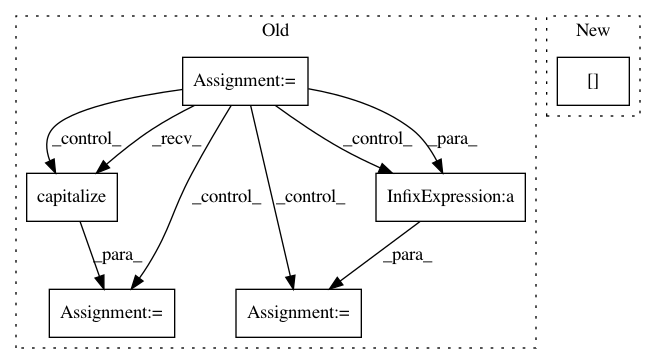 Old
New
Assignment:=
[]
_control_
_recv_
_control_
_para_
capitalize
_control_
_control_
InfixExpression:a
_para_
_para_
Assignment:=
Assignment:=